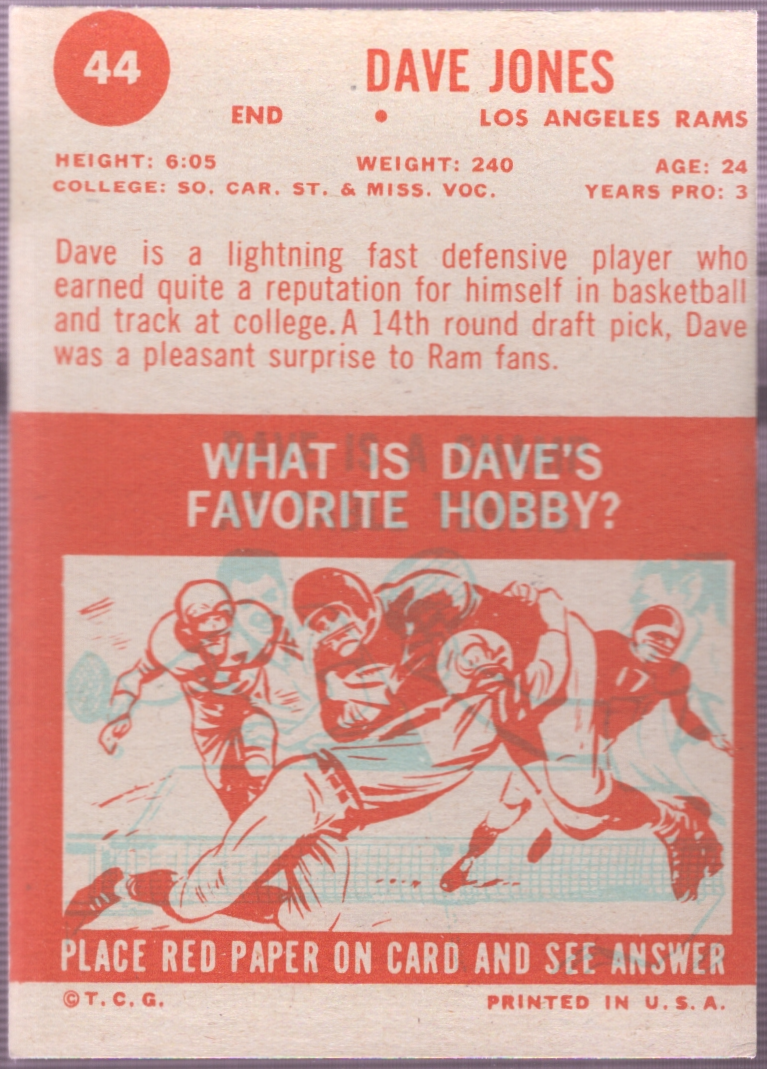 44
DAVE JONES
END • LOS ANGELES RAMS
HEIGHT: 6:05 WEIGHT: 240 AGE: 24
COLLEGE: SO. CAR. ST. & MISS. VOC. YEARS PRO: 3
Dave is a lightning fast defensive player who
earned quite a reputation for himself in basketball
and track at college. A 14th round draft pick, Dave
was a pleasant surprise to Ram fans.
DAVE IS A
WHAT IS DAVE'S
FAVORITE HOBBY?
17
PLACE RED PAPER ON CARD AND SEE ANSWER
©T.C.G. PRINTED IN U.S.A.